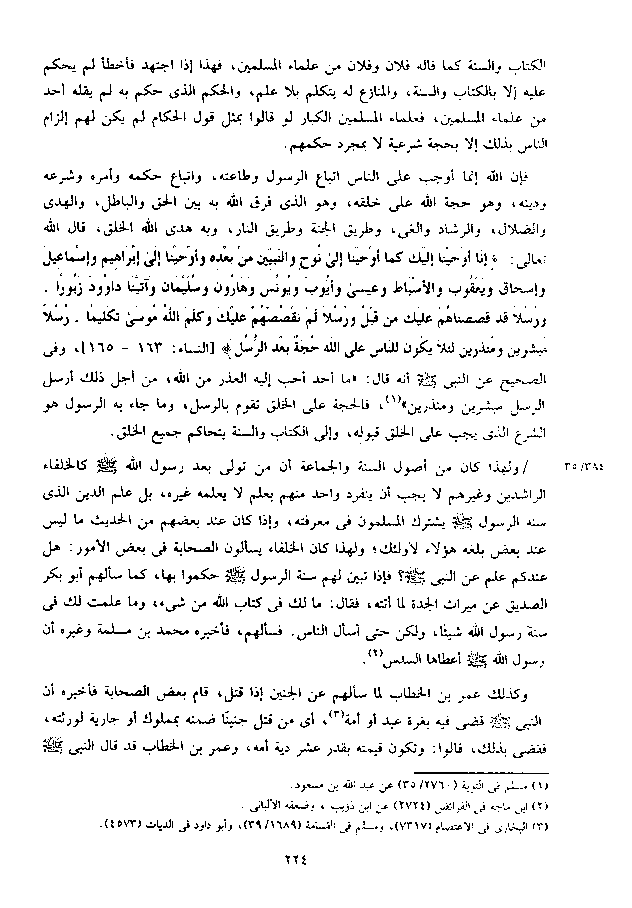 الكتاب والسنة كما قاله فلان وفلان من علماء المسلمين، فهذا إذا اجتهد فأخطأ لم يحكم
عليه إلا بالكتاب والسنة، والمنازع له يتكلم بلا علم، والحكم الذى حكم به لم يقله أحد
من علماء المسلمين، فعلماء المسلمين الكبار لو قالوا بمثل قول الحكام لم يكن لهم إلزام
الناس بذلك إلا بحجة شرعية لا بمجرد حكمهم.
فإن الله إنما أوجب على الناس اتباع الرسول وطاعته، واتباع حكمه وأمره وشرعه
ودينه، وهو حجة الله على خلقه، وهو الذى فرق الله به بين الحق والباطل، والهدى
والضلال، والرشاد والغى، وطريق الجنة وطريق النار، وبه هدى الله الخلق، قال الله
تعالى: ﴿ إِنَّا أَوْحَيْنَا إِلَيْكَ كَمَا أَوْحَيْنَا إِلَىٰ نُوحٍ وَالنَّبِيِّينَ مِنْ بَعْدِهِ وَأَوْحَيْنَا إِلَىٰ إِبْرَاهِيمَ وَإِسْمَاعِيلَ
وَإِسْحَاقَ وَيَعْقُوبَ وَالأَسْبَاطِ وَعِيسَىٰ وَأَيُّوبَ وَيُونُسَ وَهَارُونَ وَسُلَيْمَانَ وَآتَيْنَا دَاوُودَ زَبُورًا .
وَرُسُلاً قَدْ قَصَصْنَاهُمْ عَلَيْكَ مِن قَبْلُ وَرُسُلاً لَّمْ نَقْصُصْهُمْ عَلَيْكَ وَكَلَّمَ اللَّهُ مُوسَىٰ تَكْلِيمًا . رُسُلاً
مُّبَشِّرِينَ وَمُنذِرِينَ لِئَلاَّ يَكُونَ لِلنَّاسِ عَلَى اللَّهِ حُجَّةٌ بَعْدَ الرُّسُلِ﴾ [النساء: ١٦٣ - ١٦٥]، وفى
الصحيح عن النبى ﷺ أنه قال: «ما أحد أحب إليه العذر من الله، من أجل ذلك أرسل
الرسل مبشرين ومنذرين»(١)، فالحجة على الخلق تقوم بالرسل، وما جاء به الرسول هو
الشرع الذى يجب على الخلق قبوله، وإلى الكتاب والسنة يتحاكم جميع الخلق.
٣٥/٣٩٤ / ولهذا كان من أصول السنة والجماعة أن من تولى بعد رسول الله ﷺ كالخلفاء
الراشدين وغيرهم لا يجب أن ينفرد واحد منهم بعلم لا يعلمه غيره، بل علم الدين الذى
سنه الرسول ﷺ يشترك المسلمون فى معرفته، وإذا كان عند بعضهم من الحديث ما ليس
عند بعض بلغه هؤلاء لأولئك؛ ولهذا كان الخلفاء يسألون الصحابة فى بعض الأمور: هل
عندكم علم عن النبى ﷺ؟ فإذا تبين لهم سنة الرسول ﷺ حكموا بها، كما سألهم أبو بكر
الصديق عن ميراث الجدة لما أتته، فقال: ما لك فى كتاب الله من شىء، وما علمت لك فى
سنة رسول الله شيئا، ولكن حتى أسأل الناس. فسألهم، فأخبره محمد بن مسلمة وغيره أن
رسول الله ﷺ أعطاها السدس(٢).
وكذلك عمر بن الخطاب لما سألهم عن الجنين إذا قتل، قام بعض الصحابة فأخبره أن
النبى ﷺ قضى فيه بغرة عبد أو أمة(٣)، أى من قتل جنينًا ضمنه بمملوك أو جارية لورثته،
فقضى بذلك، قالوا: وتكون قيمته بقدر عشر دية أمه، وعمر بن الخطاب قد قال النبى ﷺ
(١) مسلم فى التوبة (٢٧٦٠/ ٣٥) عن عبد الله بن مسعود.
(٢) ابن ماجه فى الفرائض (٢٧٢٤) عن ابن ذؤيب ، وضعفه الألبانى .
(٣) البخارى فى الاعتصام (٧٣١٧)، ومسلم فى القسامة (١٦٨٩/ ٣٩)، وأبو داود فى الديات (٤٥٧٣).
٢٢٤